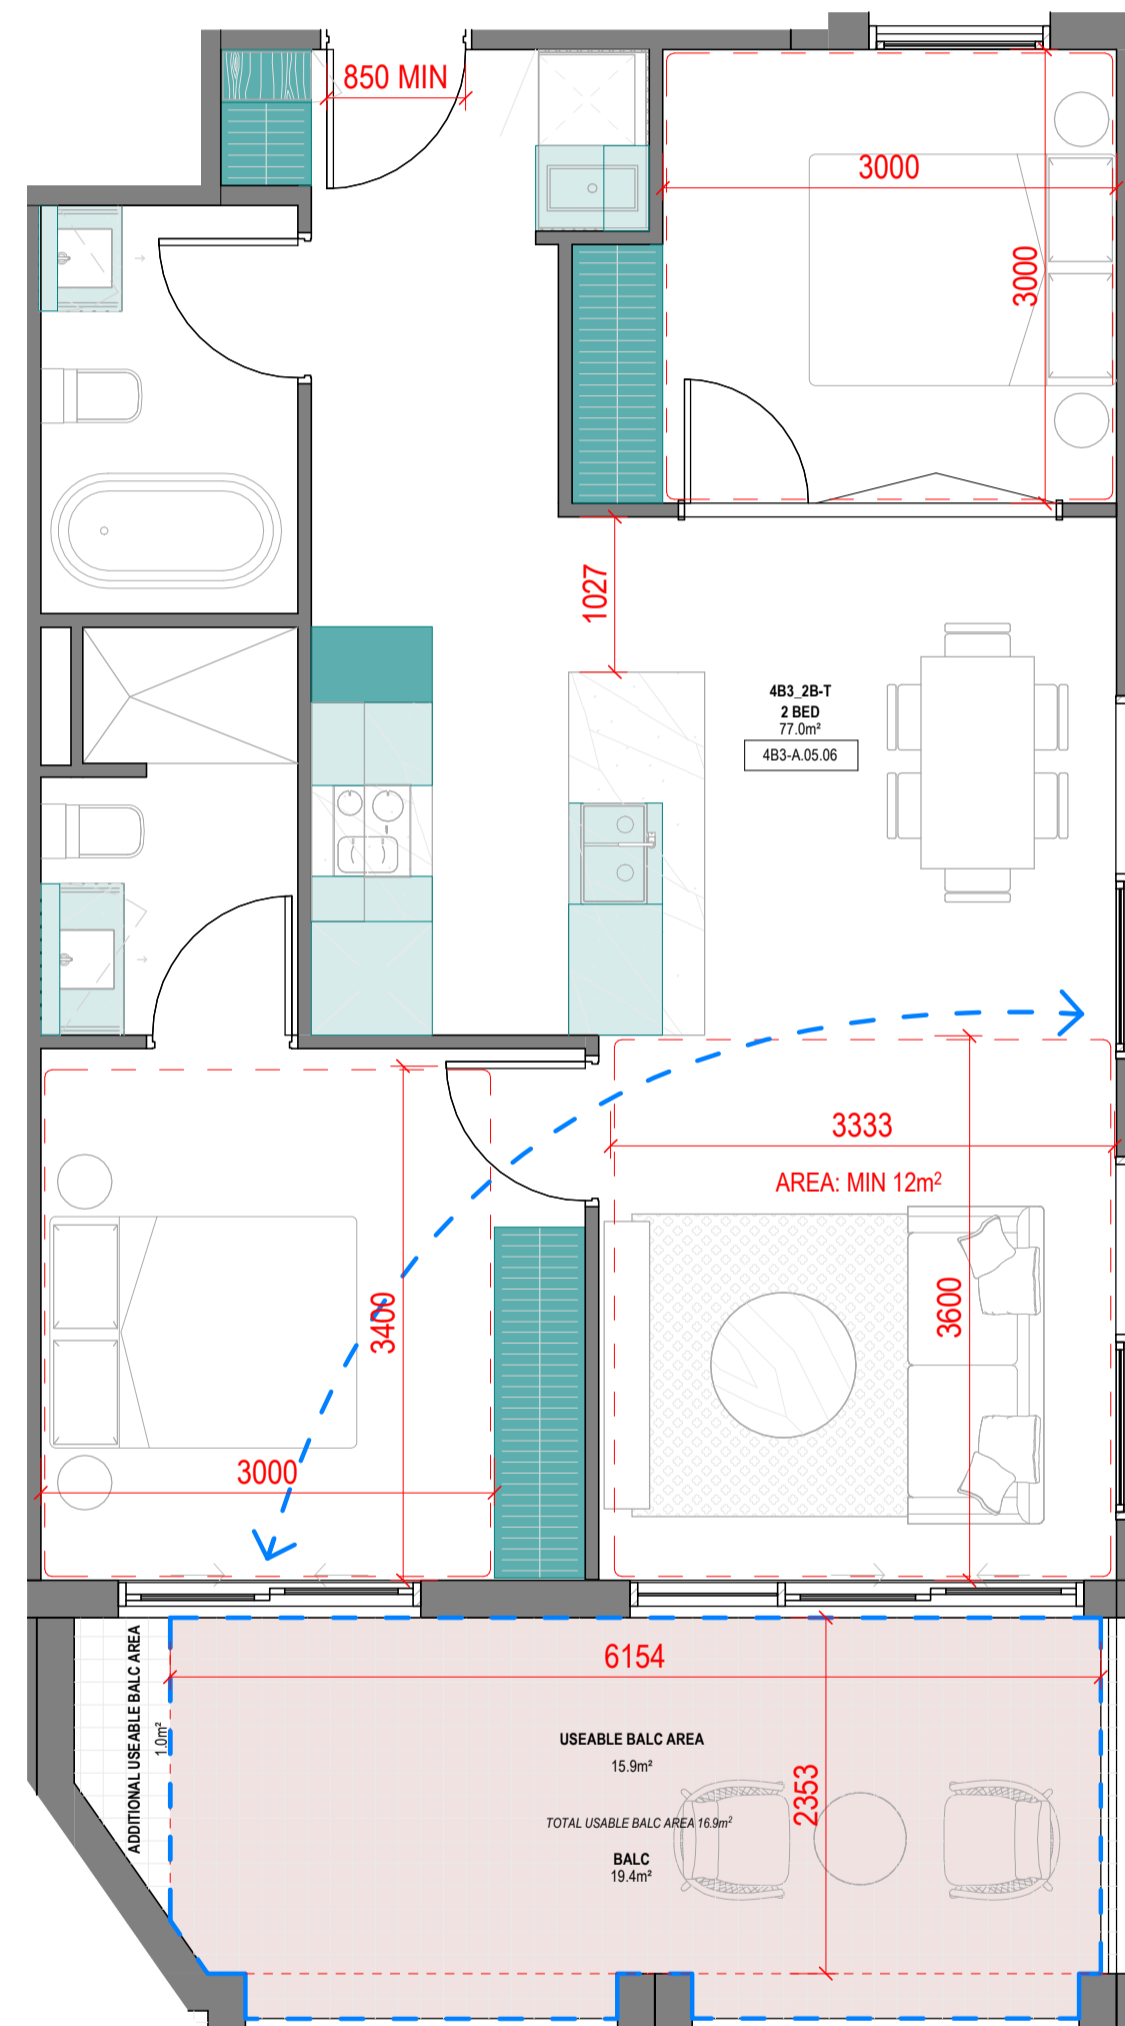 850 MIN
3000
3000
1027
4B3_2B-T
2 BED
77.0m²
4B3-A.05.06
3333
AREA: MIN 12m²
3400
3600
3000
6154
ADDITIONAL USEABLE BALC AREA
1.0m²
USEABLE BALC AREA
15.9m²
2353
TOTAL USABLE BALC AREA 16.9m²
BALC
19.4m²